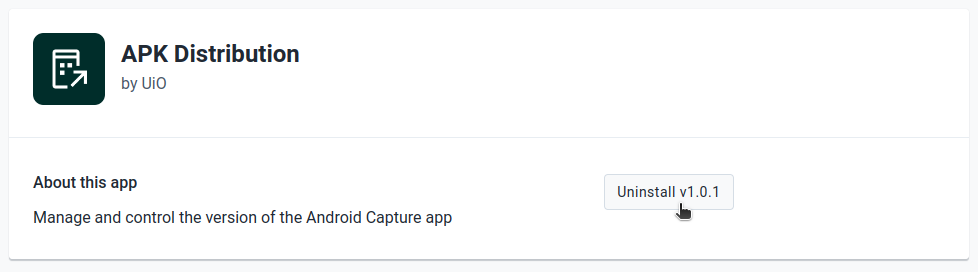 APK Distribution
by UiO
About this app
Uninstall v1.0.1
Manage and control the version of the Android Capture app